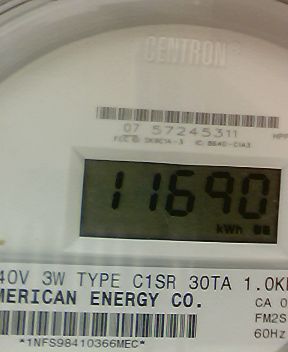 CENTRON®
07 57245311
11690
kWh
40V 3W TYPE C1SR 30TA 1.0K
MERICAN ENERGY CO.
CA 0
FM2S
60Hz
*1NFS98410366MEC*